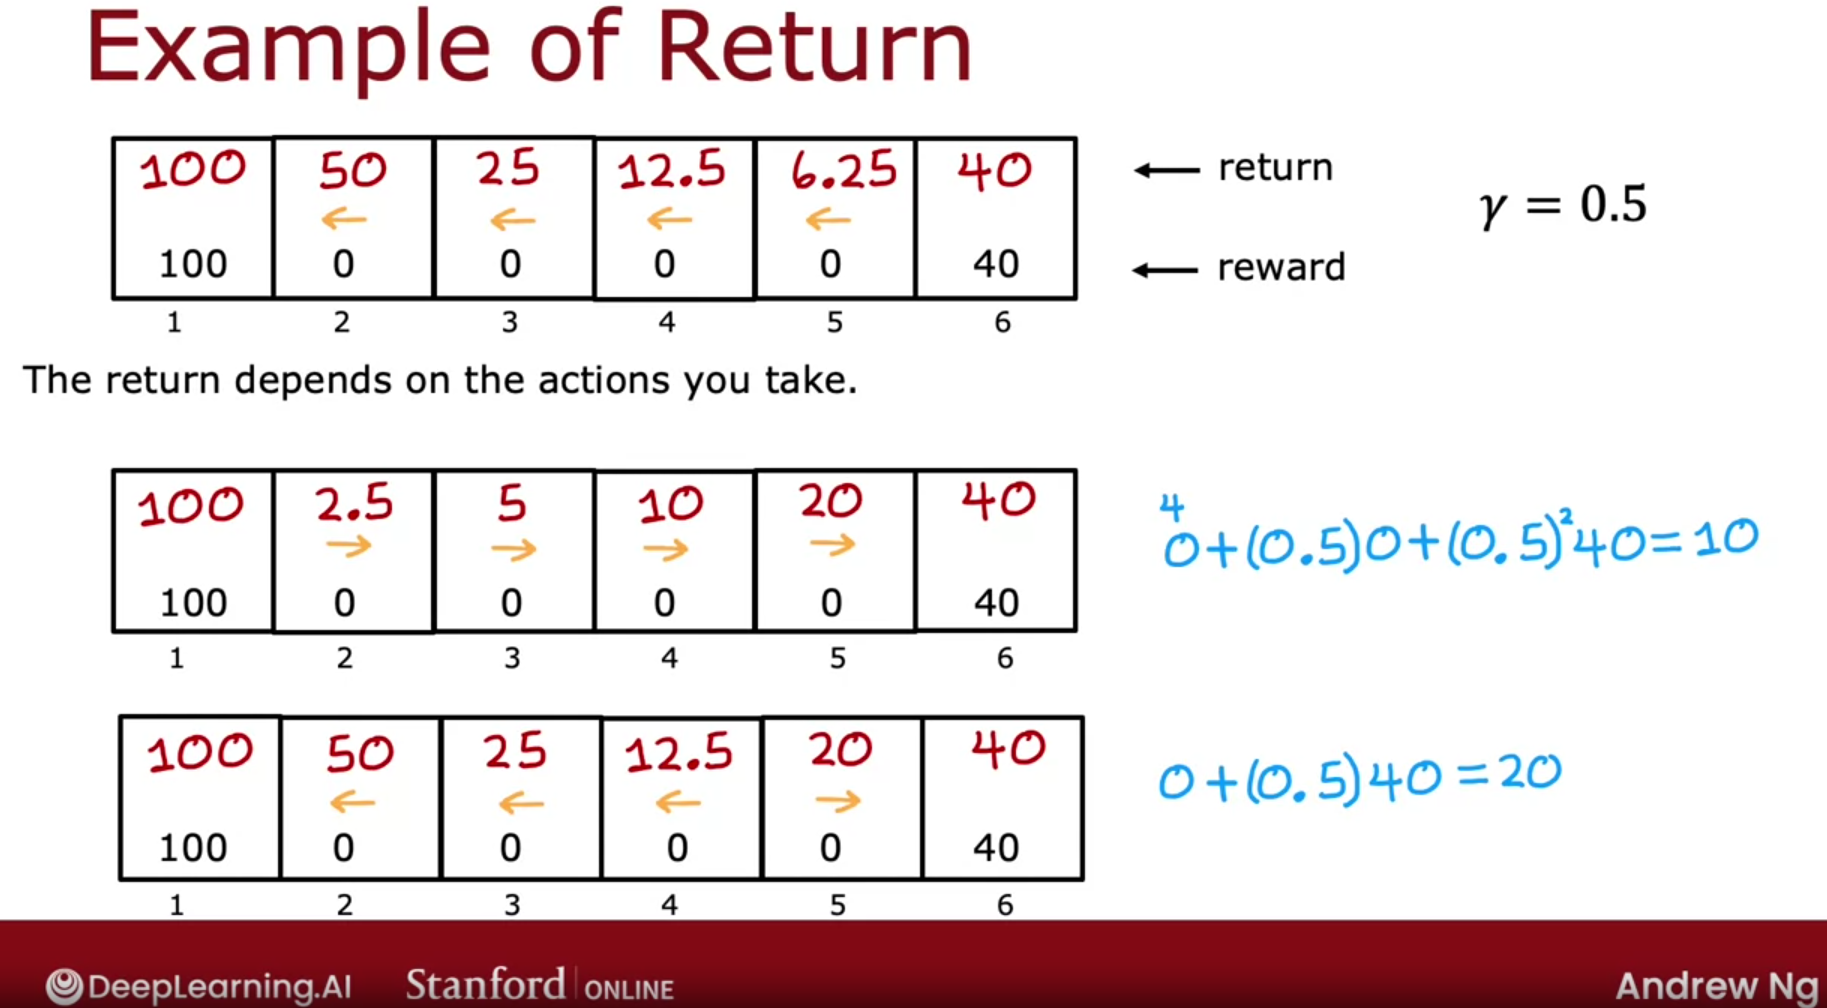 Example of Return
100 50 25 12.5 6.25 40 ← return
← ← ← ← γ = 0.5
100 0 0 0 0 40 ← reward
1 2 3 4 5 6
The return depends on the actions you take.
100 2.5 5 10 20 40
→ → → →
100 0 0 0 0 40
1 2 3 4 5 6
4
0+(0.5)0+(0.5)²40=10
100 50 25 12.5 20 40
← ← ← →
100 0 0 0 0 40
1 2 3 4 5 6
0+(0.5)40=20
DeepLearning.AI Stanford ONLINE Andrew Ng